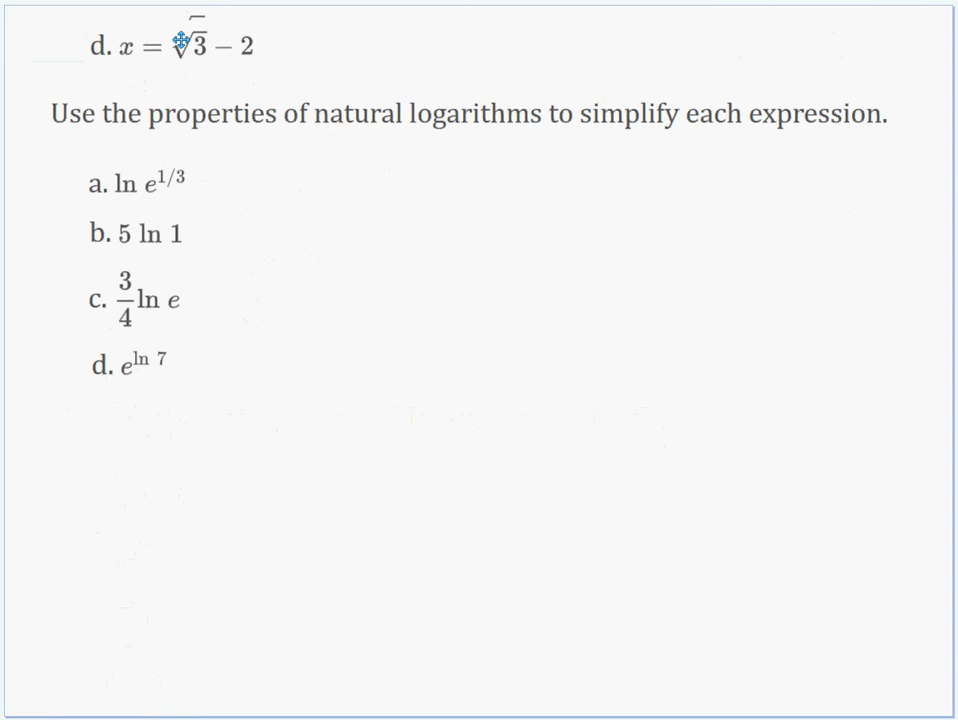 d. x = √3 − 2
Use the properties of natural logarithms to simplify each expression.
a. ln e^{1/3}
b. 5 ln 1
c. \frac{3}{4} ln e
d. e^{ln 7}